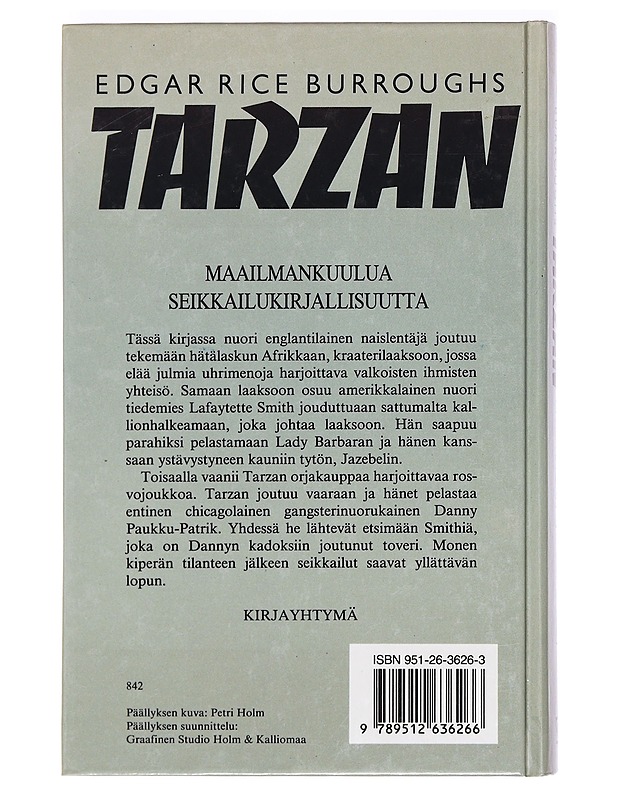 EDGAR RICE BURROUGHS
TARZAN
MAAILMANKUULUA
SEIKKAILUKIRJALLISUUTTA
Tässä kirjassa nuori englantilainen naislentäjä joutuu
tekemään hätälaskun Afrikkaan, kraaterilaaksoon, jossa
elää julmia uhrimenoja harjoittava valkoisten ihmisten
yhteisö. Samaan laaksoon osuu amerikkalainen nuori
tiedemies Lafaytette Smith jouduttuaan sattumalta kal-
lionhalkeamaan, joka johtaa laaksoon. Hän saapuu
parahiksi pelastamaan Lady Barbaran ja hänen kans-
saan ystävystyneen kauniin tytön, Jazebelin.
Toisaalla vaanii Tarzan orjakauppaa harjoittavaa ros-
vojoukkoa. Tarzan joutuu vaaraan ja hänet pelastaa
entinen chicagolainen gangsterinuorukainen Danny
Paukku-Patrik. Yhdessä he lähtevät etsimään Smithiä,
joka on Dannyn kadoksiin joutunut toveri. Monen
kiperän tilanteen jälkeen seikkailut saavat yllättävän
lopun.
KIRJAYHTYMÄ
ISBN 951-26-3626-3
9 789512 636266
842
Päällyksen kuva: Petri Holm
Päällyksen suunnittelu:
Graafinen Studio Holm & Kalliomaa